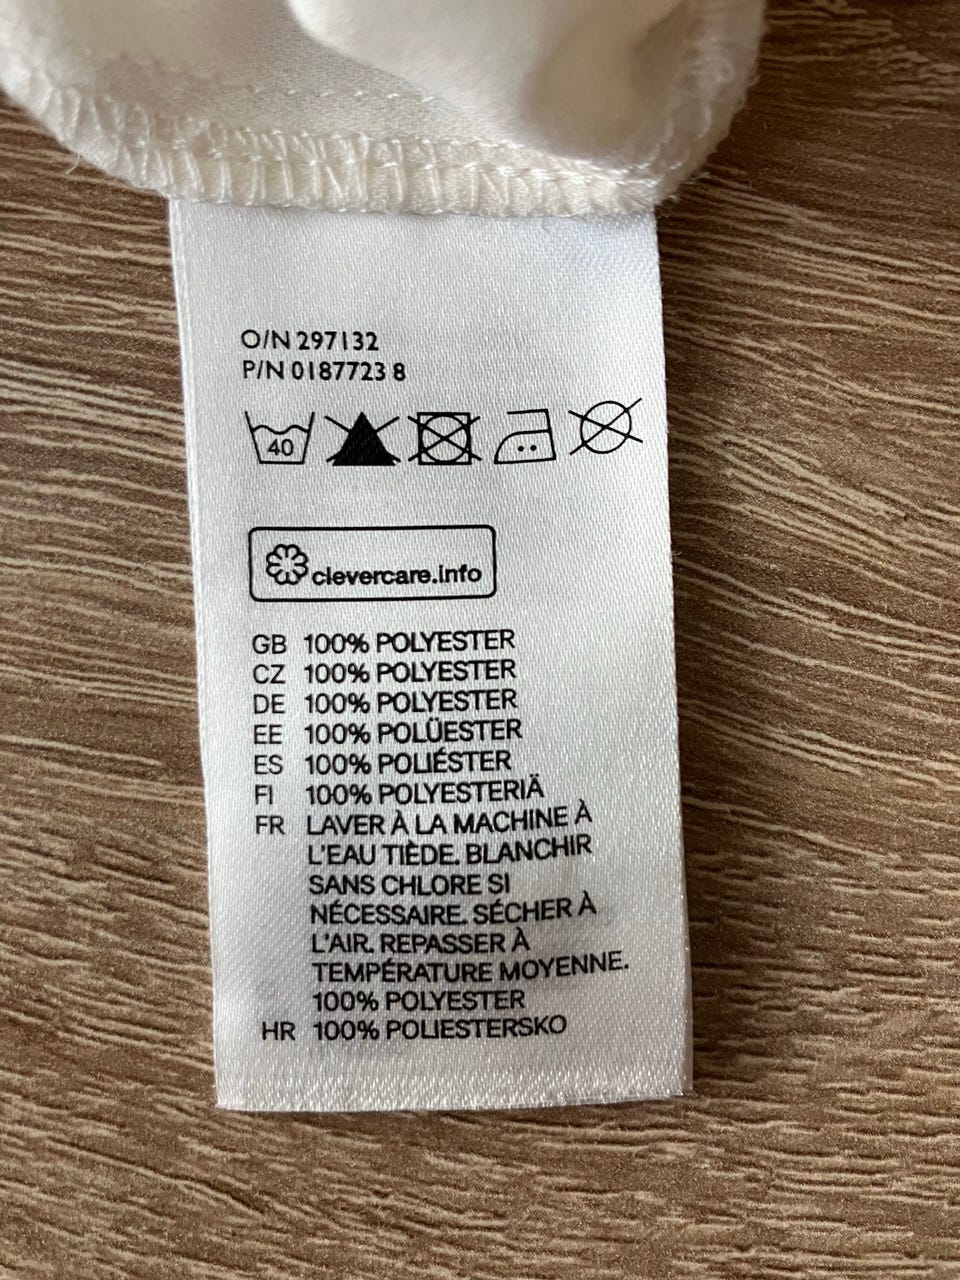 O/N 297132
P/N 0187723 8
40
clevercare.info
GB 100% POLYESTER
CZ 100% POLYESTER
DE 100% POLYESTER
EE 100% POLÜESTER
ES 100% POLIÉSTER
FI 100% POLYESTERIÄ
FR LAVER À LA MACHINE À
L'EAU TIÈDE. BLANCHIR
SANS CHLORE SI
NÉCESSAIRE. SÉCHER À
L'AIR. REPASSER À
TEMPÉRATURE MOYENNE.
100% POLYESTER
HR 100% POLIESTERSKO